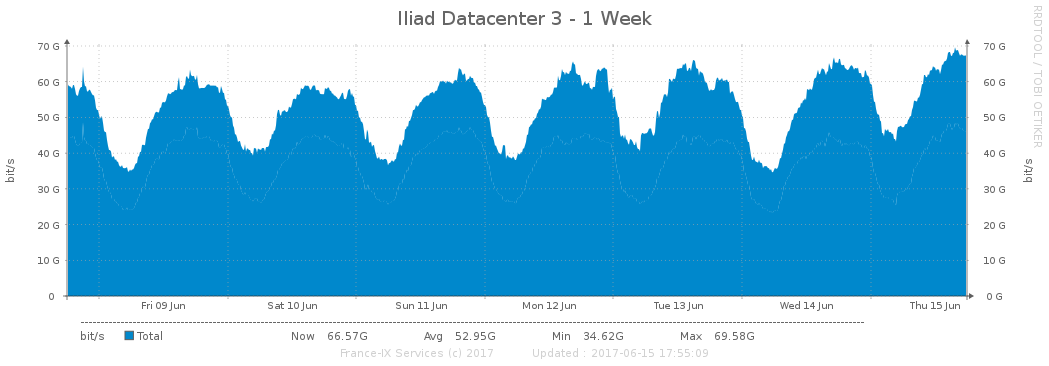 Iliad Datacenter 3 - 1 Week
RRDTOOL / TOBI OETIKER
70 G 70 G
60 G 60 G
50 G 50 G
40 G 40 G
30 G 30 G
20 G 20 G
10 G 10 G
0 0 G
bit/s
bit/s
Fri 09 Jun Sat 10 Jun Sun 11 Jun Mon 12 Jun Tue 13 Jun Wed 14 Jun Thu 15 Jun
bit/s Total Now 66.57G Avg 52.95G Min 34.62G Max 69.58G
France-IX Services (c) 2017 Updated : 2017-06-15 17:55:09